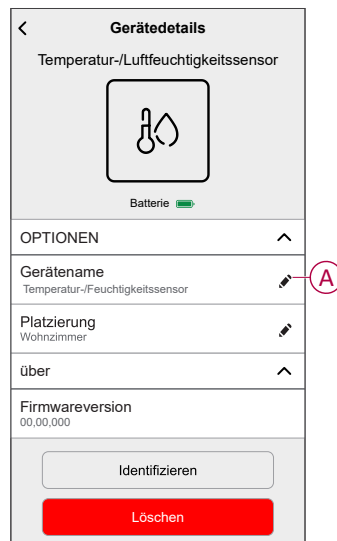 Gerätedetails
Temperatur-/Luftfeuchtigkeitssensor
Batterie
OPTIONEN
Gerätename
Temperatur-/Feuchtigkeitssensor
A
Platzierung
Wohnzimmer
über
Firmwareversion
00,00,000
Identifizieren
Löschen